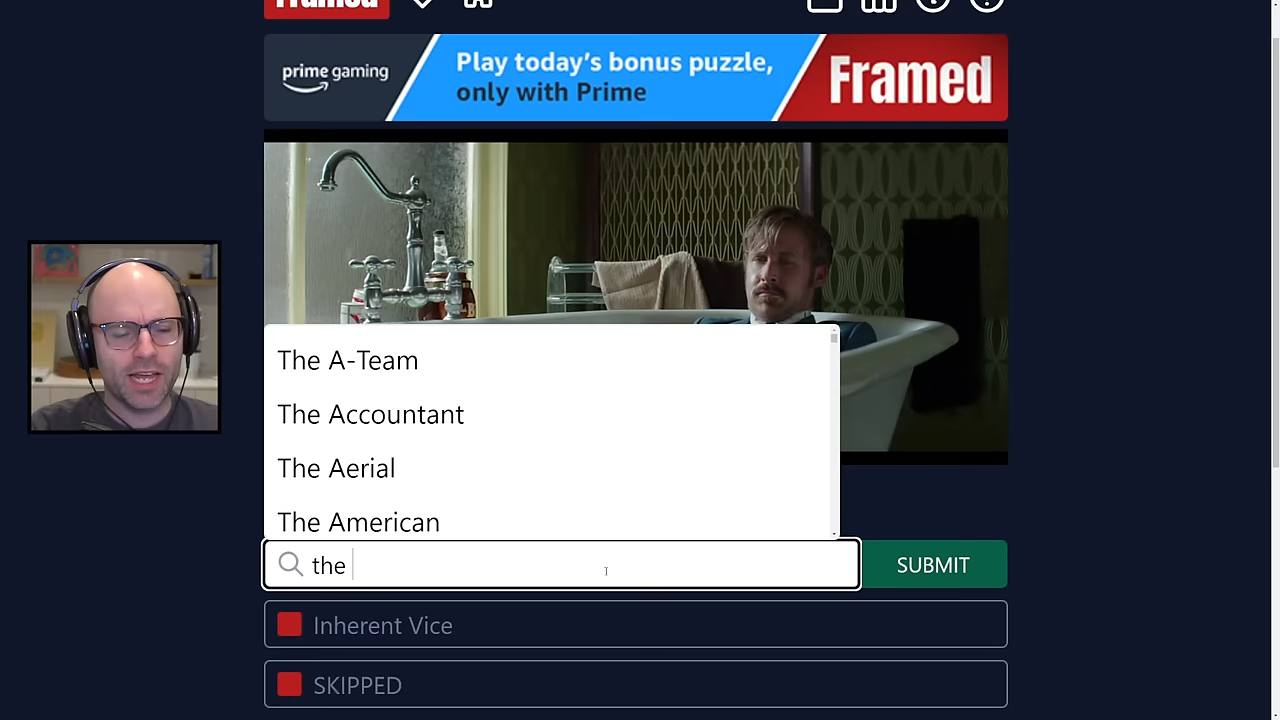 Framed
prime gaming
Play today's bonus puzzle,
only with Prime
Framed
The A-Team
The Accountant
The Aerial
The American
the
SUBMIT
Inherent Vice
SKIPPED